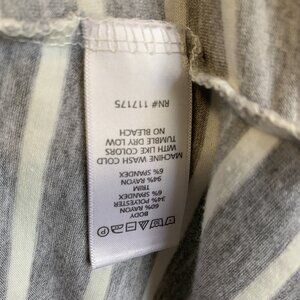 BODY
60% RAYON
34% POLYESTER
6% SPANDEX
TRIM
94% RAYON
6% SPANDEX
MACHINE WASH COLD
WITH LIKE COLORS
TUMBLE DRY LOW
NO BLEACH
RN# 117175